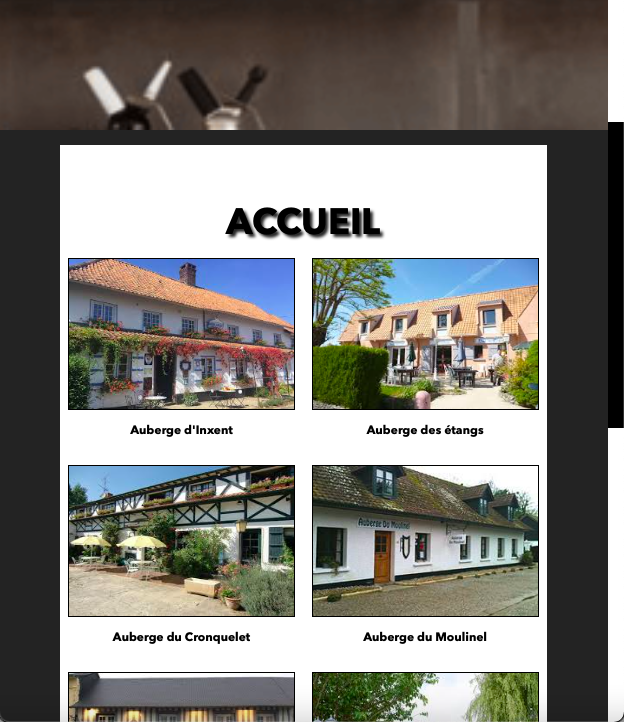 ACCUEIL
Auberge d'Inxent
Auberge des étangs
Auberge Du Moulinel
Auberge du Cronquelet
Auberge du Moulinel